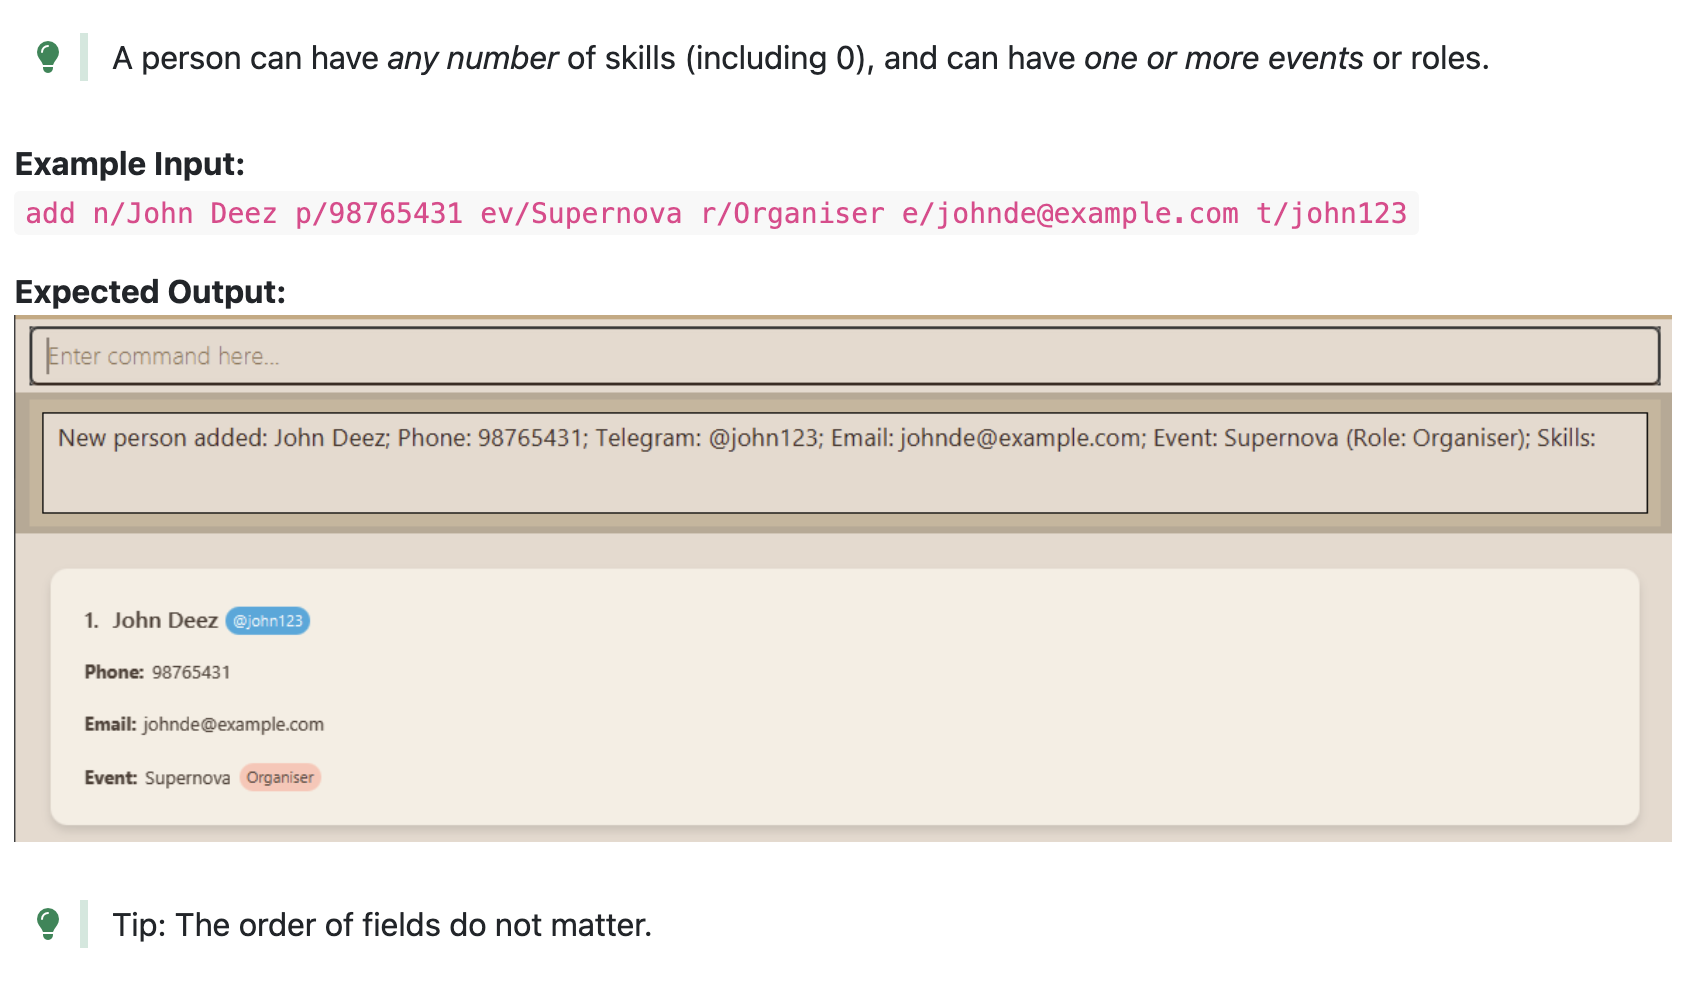 A person can have any number of skills (including 0), and can have one or more events or roles.
Example Input:
add n/John Deez p/98765431 ev/Supernova r/Organiser e/johnde@example.com t/john123
Expected Output:
Enter command here...
New person added: John Deez; Phone: 98765431; Telegram: @john123; Email: johnde@example.com; Event: Supernova (Role: Organiser); Skills:
1. John Deez @john123
Phone: 98765431
Email: johnde@example.com
Event: Supernova Organiser
Tip: The order of fields do not matter.